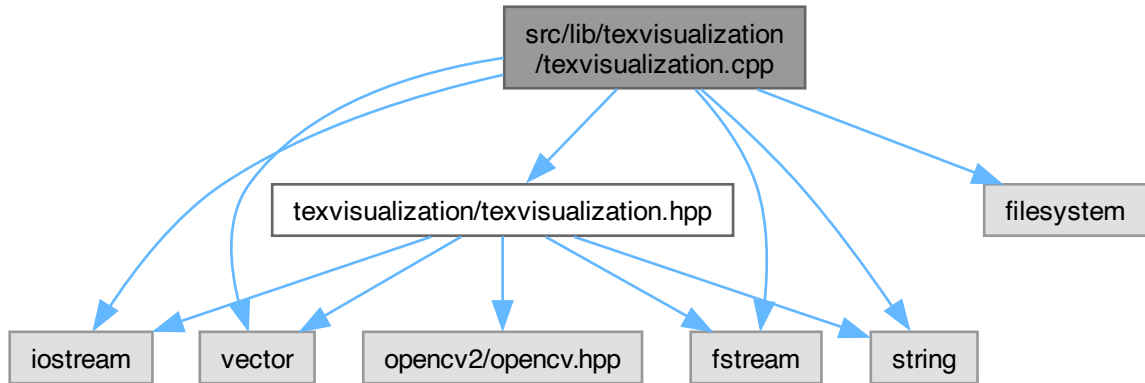 src/lib/texvisualization
/texvisualization.cpp
texvisualization/texvisualization.hpp
filesystem
iostream
vector
opencv2/opencv.hpp
fstream
string